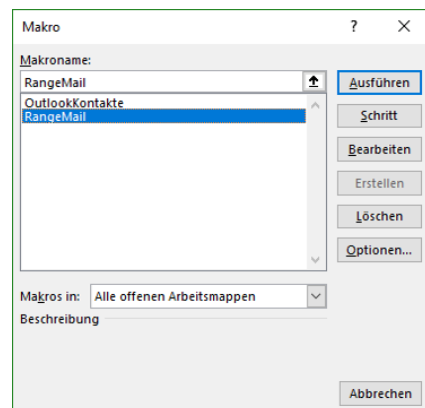 Makro ? ×
Makroname:
RangeMail
OutlookKontakte
RangeMail
Ausführen
Schritt
Bearbeiten
Erstellen
Löschen
Optionen...
Makros in: Alle offenen Arbeitsmappen
Beschreibung
Abbrechen